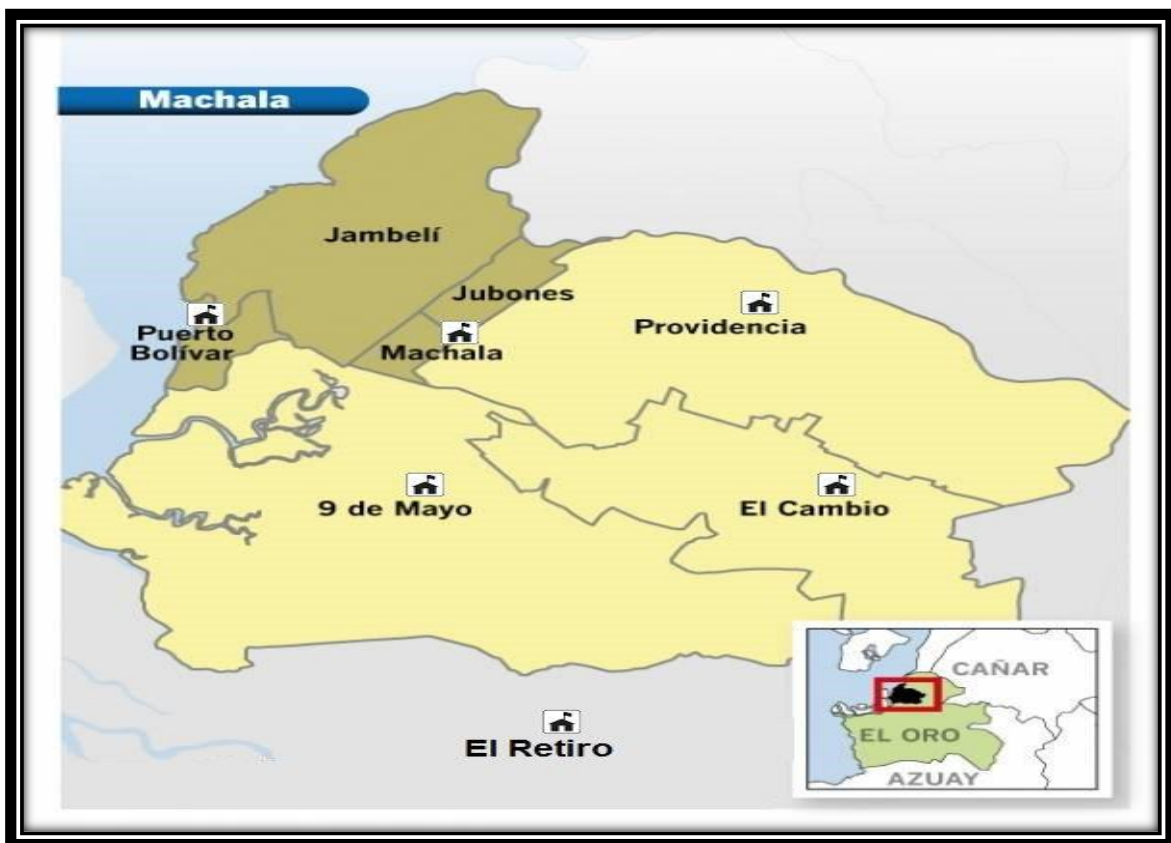 Machala
Jambelí
Jubones
Puerto
Bolívar
Machala
Providencia
9 de Mayo
El Cambio
El Retiro
CAÑAR
EL ORO
AZUAY